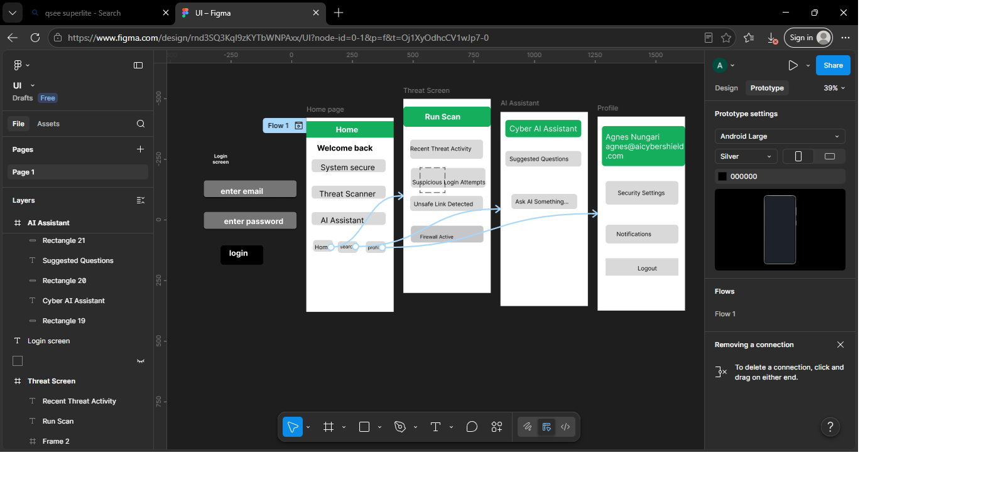 qsee superlite - Search
UI – Figma
https://www.figma.com/design/rnd3SQ3KqI9zKYTbWNPAxx/UI?node-id=0-1&p=f&t=Oj1XyOdhcCV1wJp7-0
Sign in
UI
Drafts
Free
File
Assets
Pages
Page 1
Layers
AI Assistant
Rectangle 21
Suggested Questions
Rectangle 20
Cyber AI Assistant
Rectangle 19
Login screen
Threat Screen
Recent Threat Activity
Run Scan
Frame 2
-250
0
250
500
750
1000
1250
1500
-500
-250
0
250
500
750
Login
screen
enter email
enter password
login
Flow 1
Home page
Home
Welcome back
System secure
Threat Scanner
AI Assistant
Hom
searc
profi
Threat Screen
Run Scan
Recent Threat Activity
Suspicious Login Attempts
Unsafe Link Detected
Firewall Active
AI Assistant
Cyber AI Assistant
Suggested Questions
Ask AI Something...
Profile
Agnes Nungari
agnes@aicybershield
.com
Security Settings
Notifications
Logout
A
Share
Design
Prototype
39%
Prototype settings
Android Large
Silver
000000
Flows
Flow 1
Removing a connection
To delete a connection, click and
drag on either end.
?